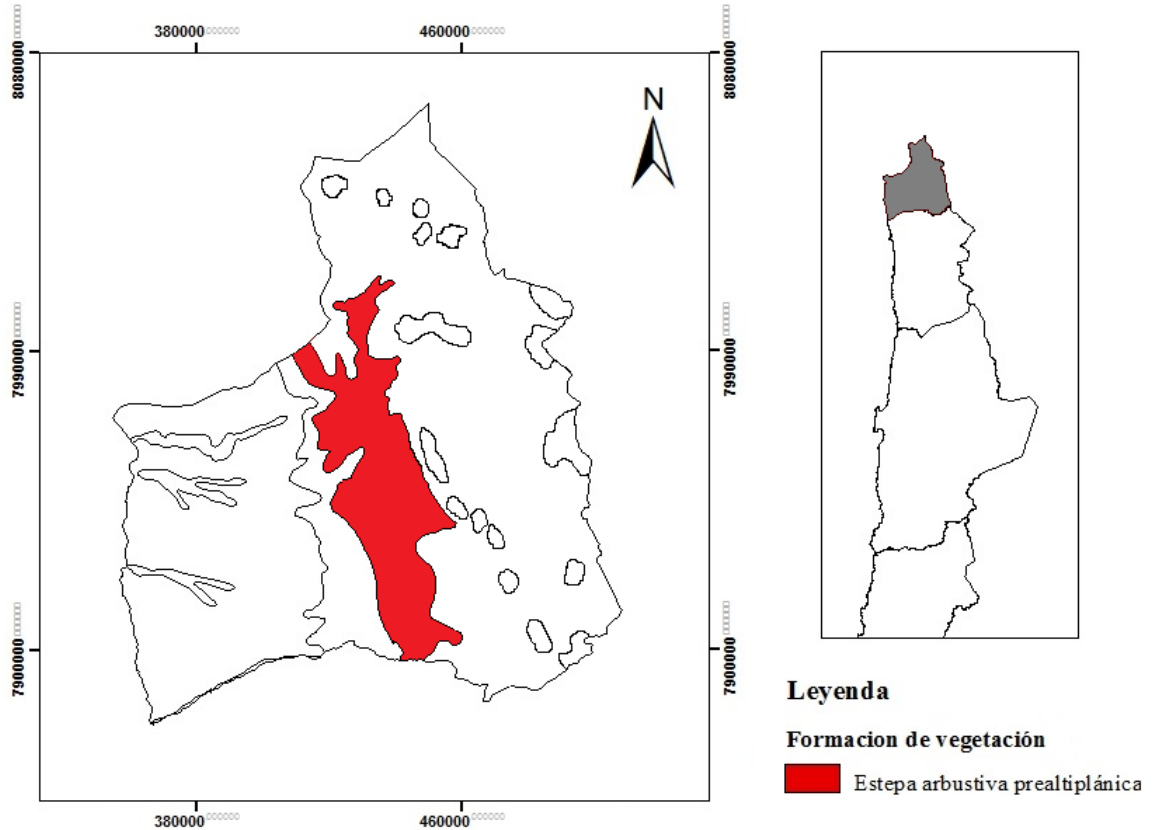 380000 460000
8080000 8080000
N
7990000 7990000
7900000 7900000
380000 460000
Leyenda
Formacion de vegetación
Estepa arbustiva prealtiplánica